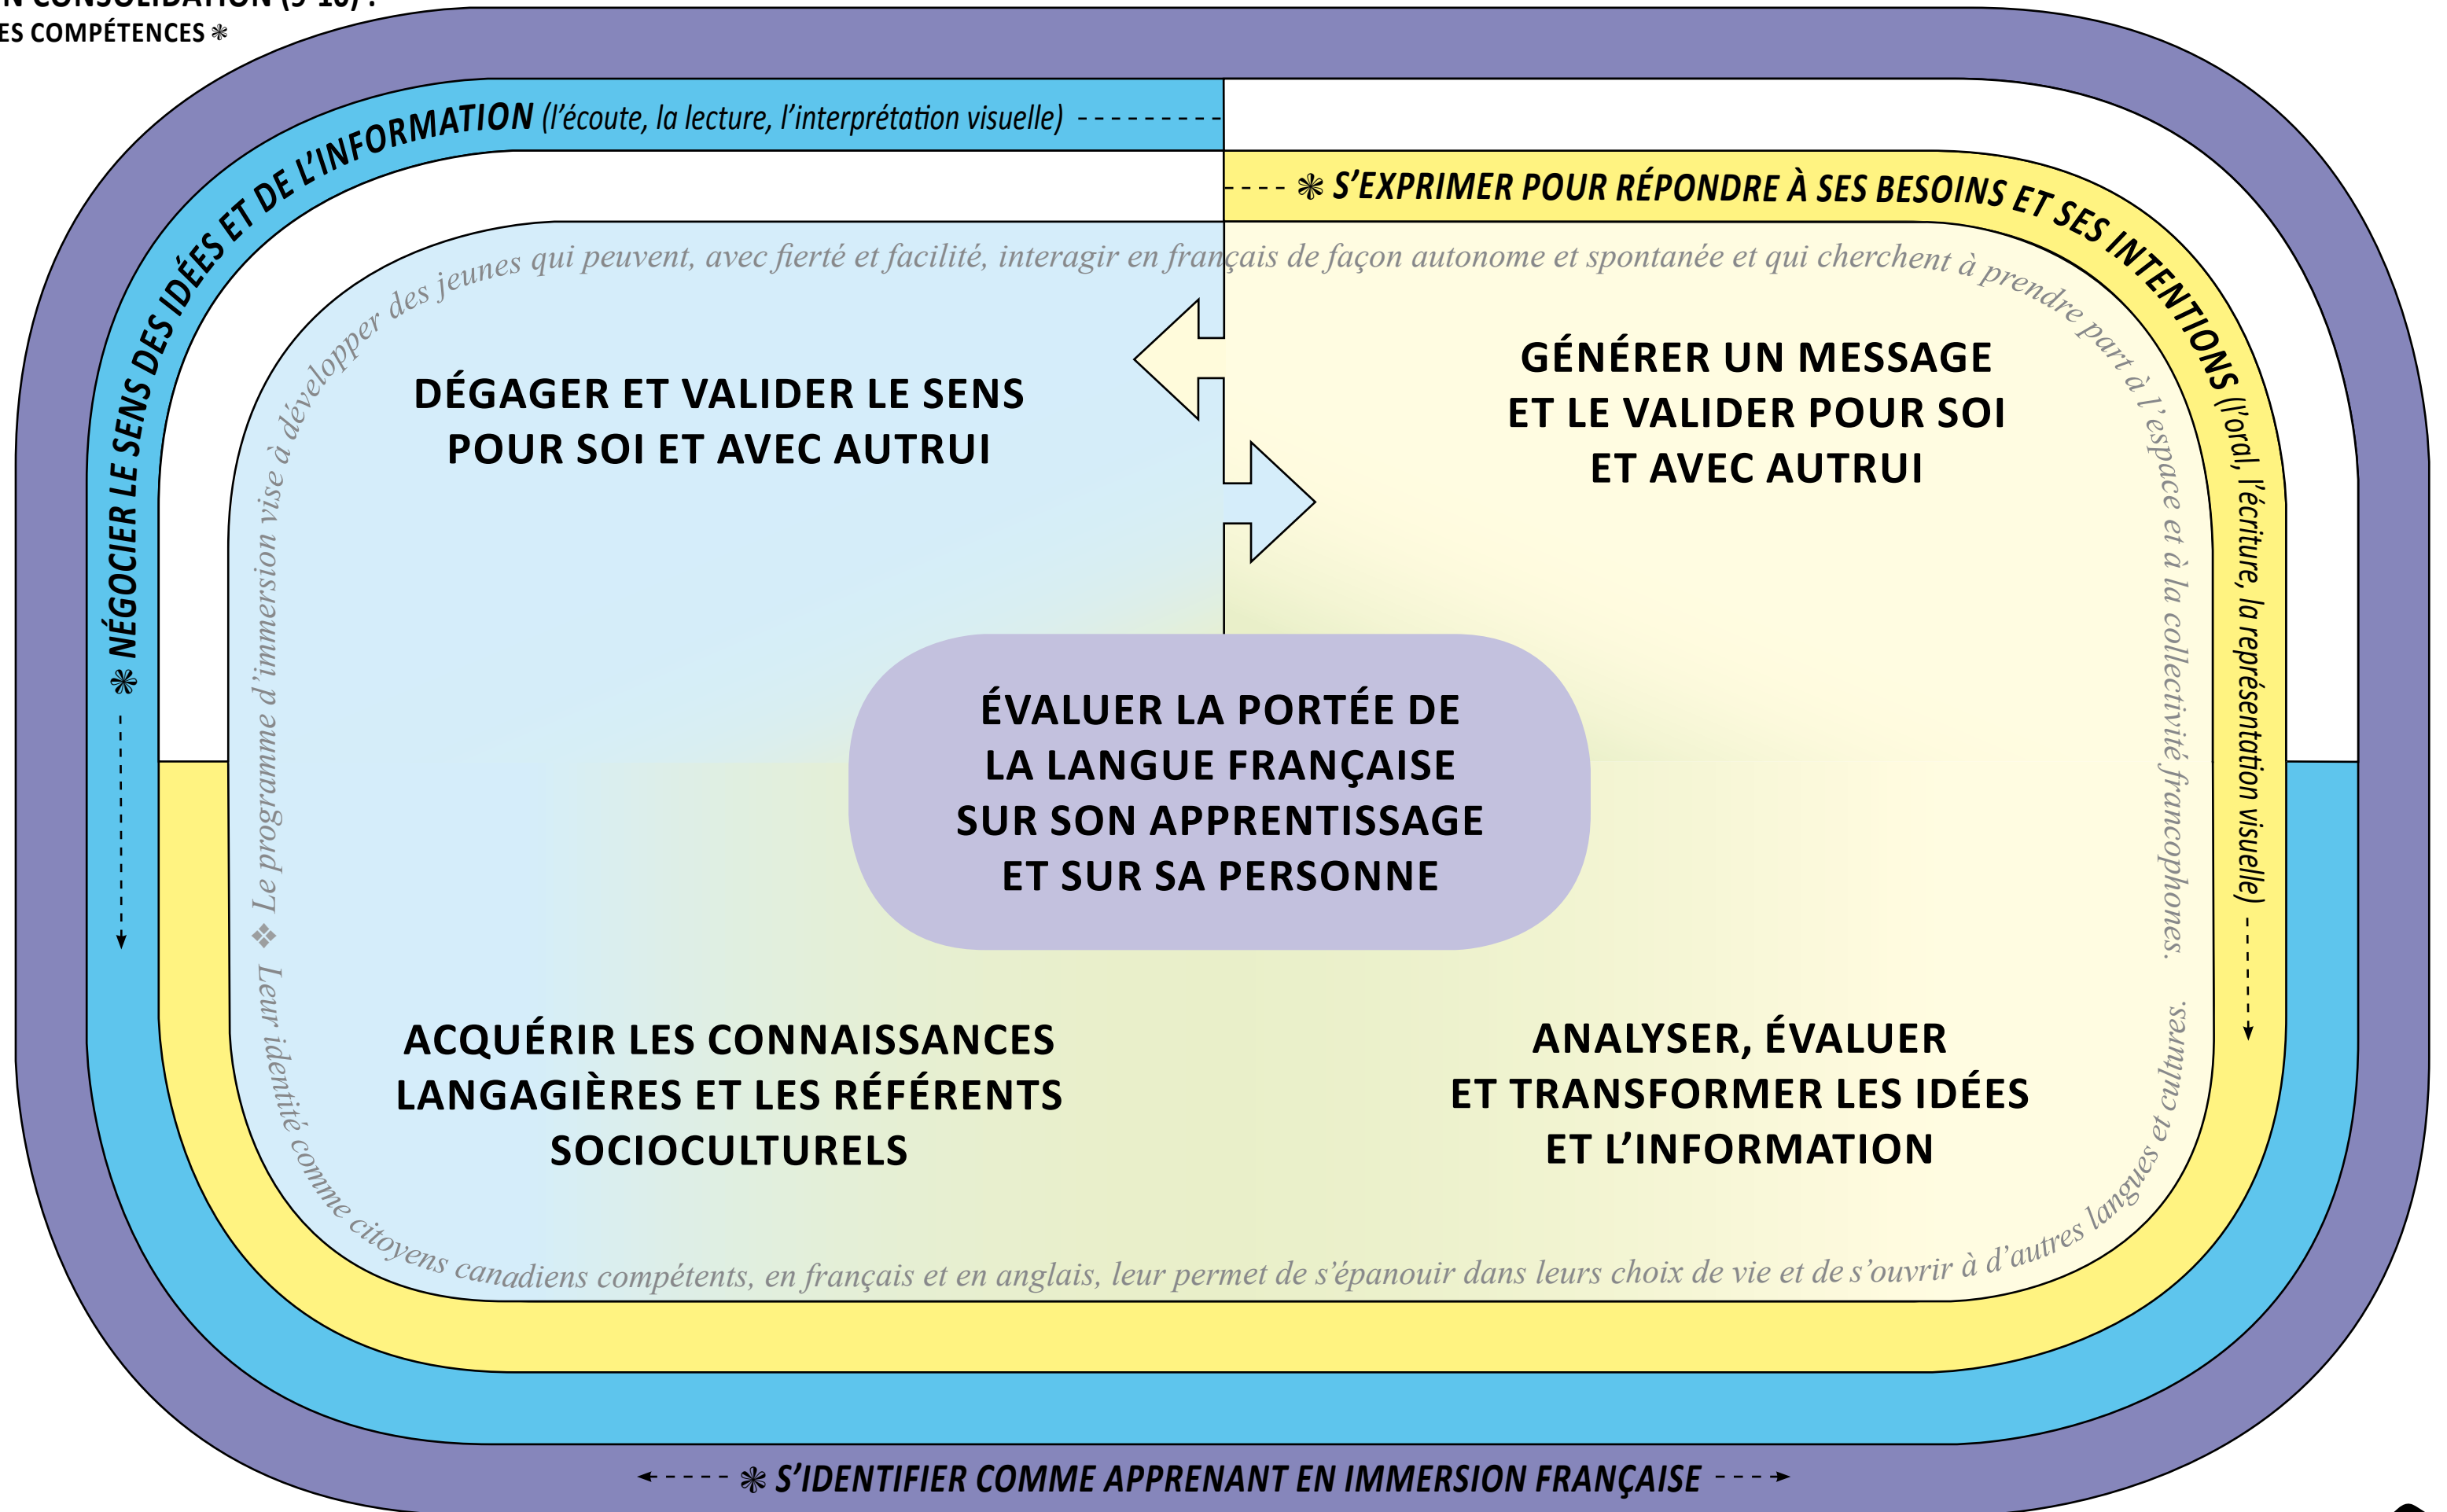 N CONSOLIDATION (9-10) :
ES COMPÉTENCES ❃
❃ NÉGOCIER LE SENS DES IDÉES ET DE L’INFORMATION (l’écoute, la lecture, l’interprétation visuelle)
❃ S’EXPRIMER POUR RÉPONDRE À SES BESOINS ET SES INTENTIONS (l’oral, l’écriture, la représentation visuelle)
❖ Le programme d’immersion vise à développer des jeunes qui peuvent, avec fierté et facilité, interagir en français de façon autonome et spontanée et qui cherchent à prendre part à l’espace et à la collectivité francophones.
DÉGAGER ET VALIDER LE SENS
POUR SOI ET AVEC AUTRUI
GÉNÉRER UN MESSAGE
ET LE VALIDER POUR SOI
ET AVEC AUTRUI
ÉVALUER LA PORTÉE DE
LA LANGUE FRANÇAISE
SUR SON APPRENTISSAGE
ET SUR SA PERSONNE
ACQUÉRIR LES CONNAISSANCES
LANGAGIÈRES ET LES RÉFÉRENTS
SOCIOCULTURELS
ANALYSER, ÉVALUER
ET TRANSFORMER LES IDÉES
ET L’INFORMATION
Leur identité comme citoyens canadiens compétents, en français et en anglais, leur permet de s’épanouir dans leurs choix de vie et de s’ouvrir à d’autres langues et cultures.
❃ S’IDENTIFIER COMME APPRENANT EN IMMERSION FRANÇAISE